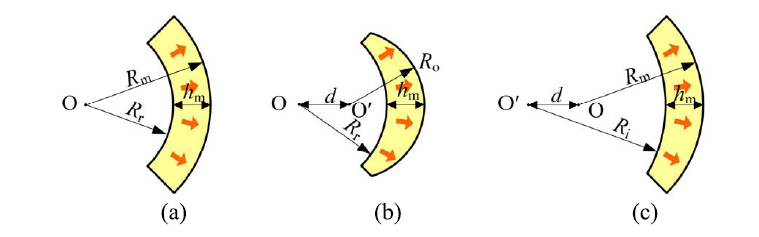 O R_m R_r h_m
O d O′ R_o R_r h_m
O′ d O R_m R_i h_m
(a) (b) (c)